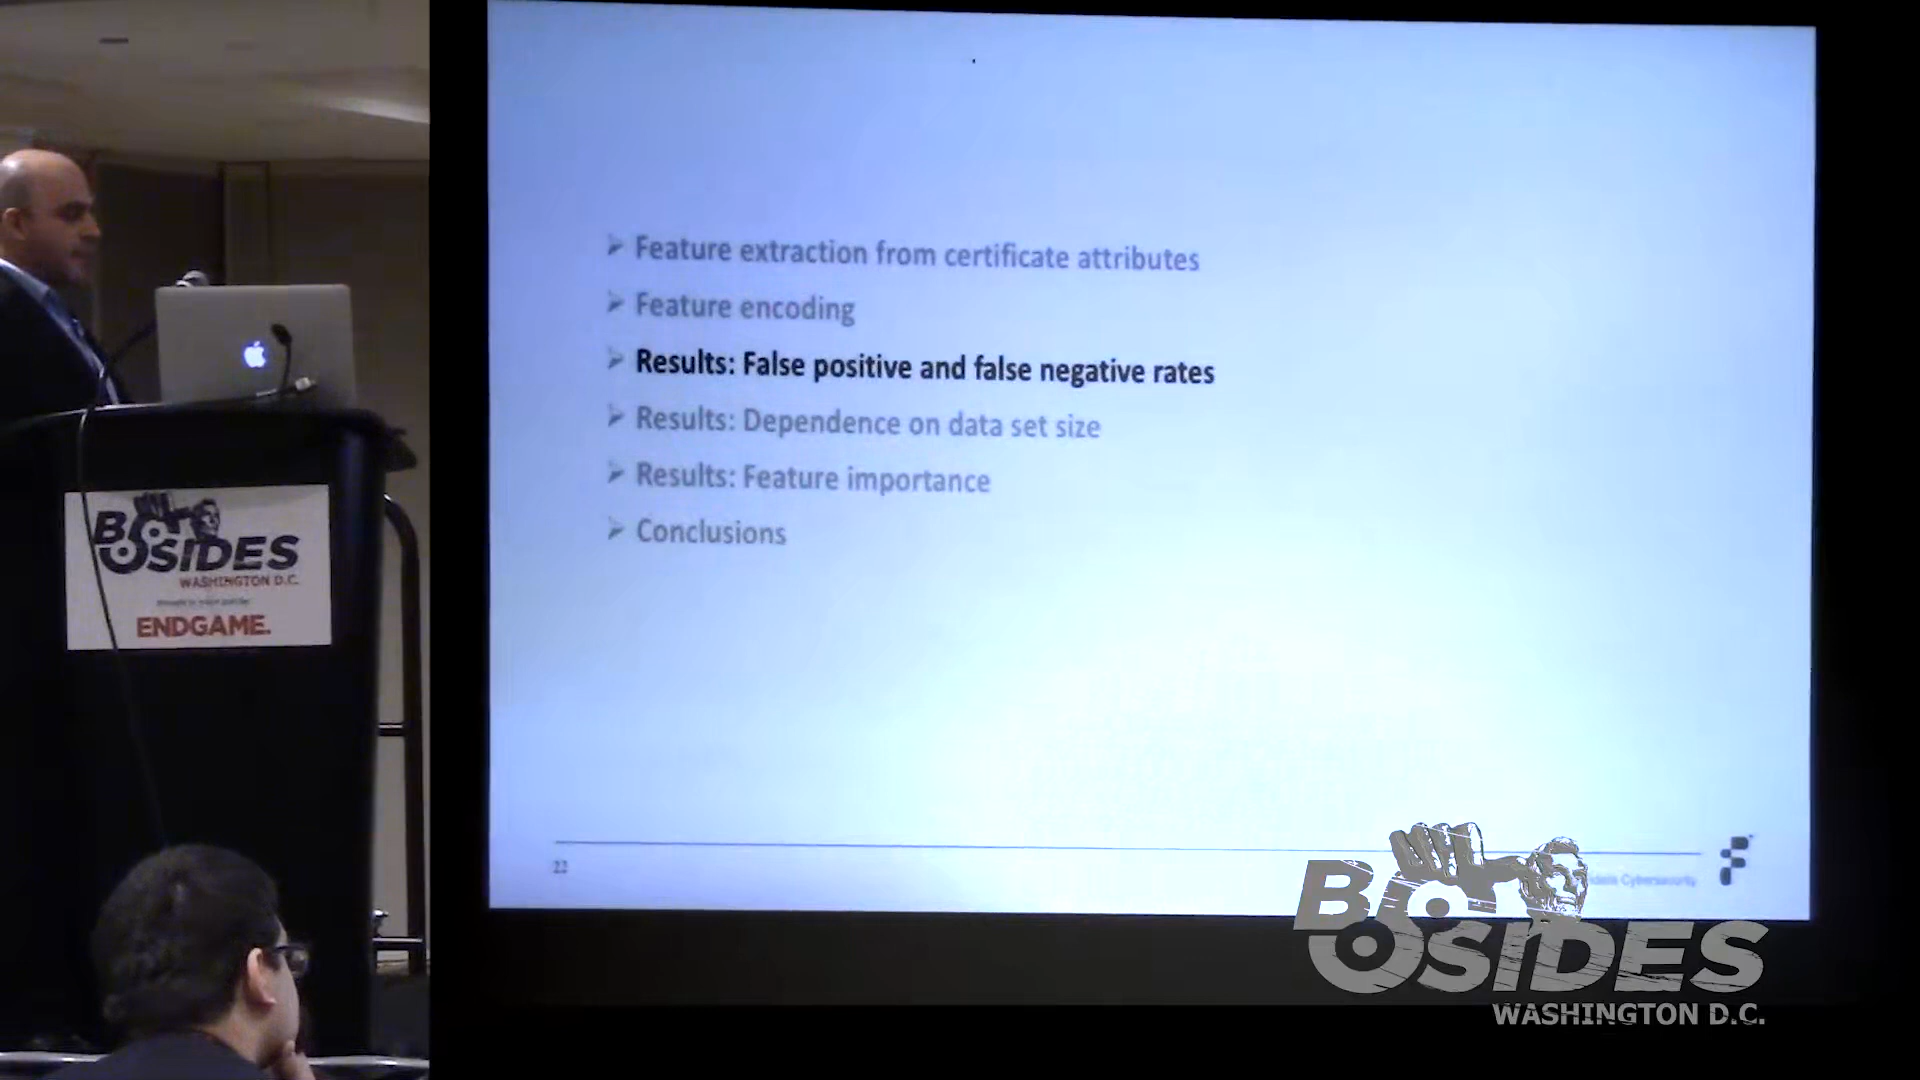 Feature extraction from certificate attributes
Feature encoding
Results: False positive and false negative rates
Results: Dependence on data set size
Results: Feature importance
Conclusions
22
Cybersecurity
BSIDES
WASHINGTON D.C.
ENDGAME.
BSIDES
WASHINGTON D.C.